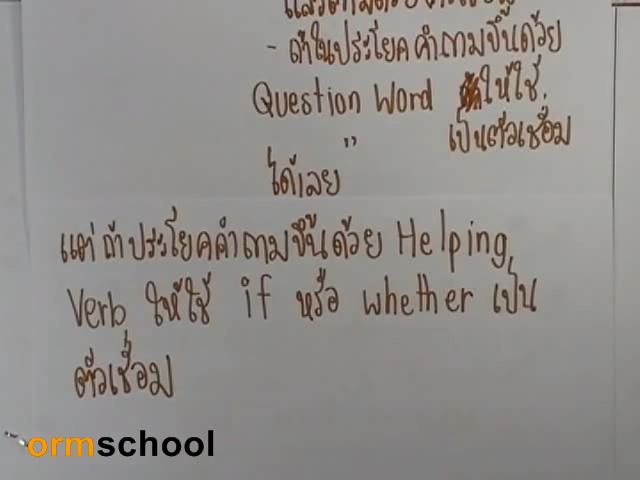 - ถ้าในประโยคคำถามขึ้นด้วย
Question Word ให้ใช้
" เป็นตัวเชื่อม
ได้เลย
แต่ถ้าประโยคคำถามขึ้นด้วย Helping
Verb ให้ใช้ if หรือ whether เป็น
ตัวเชื่อม
ormschool